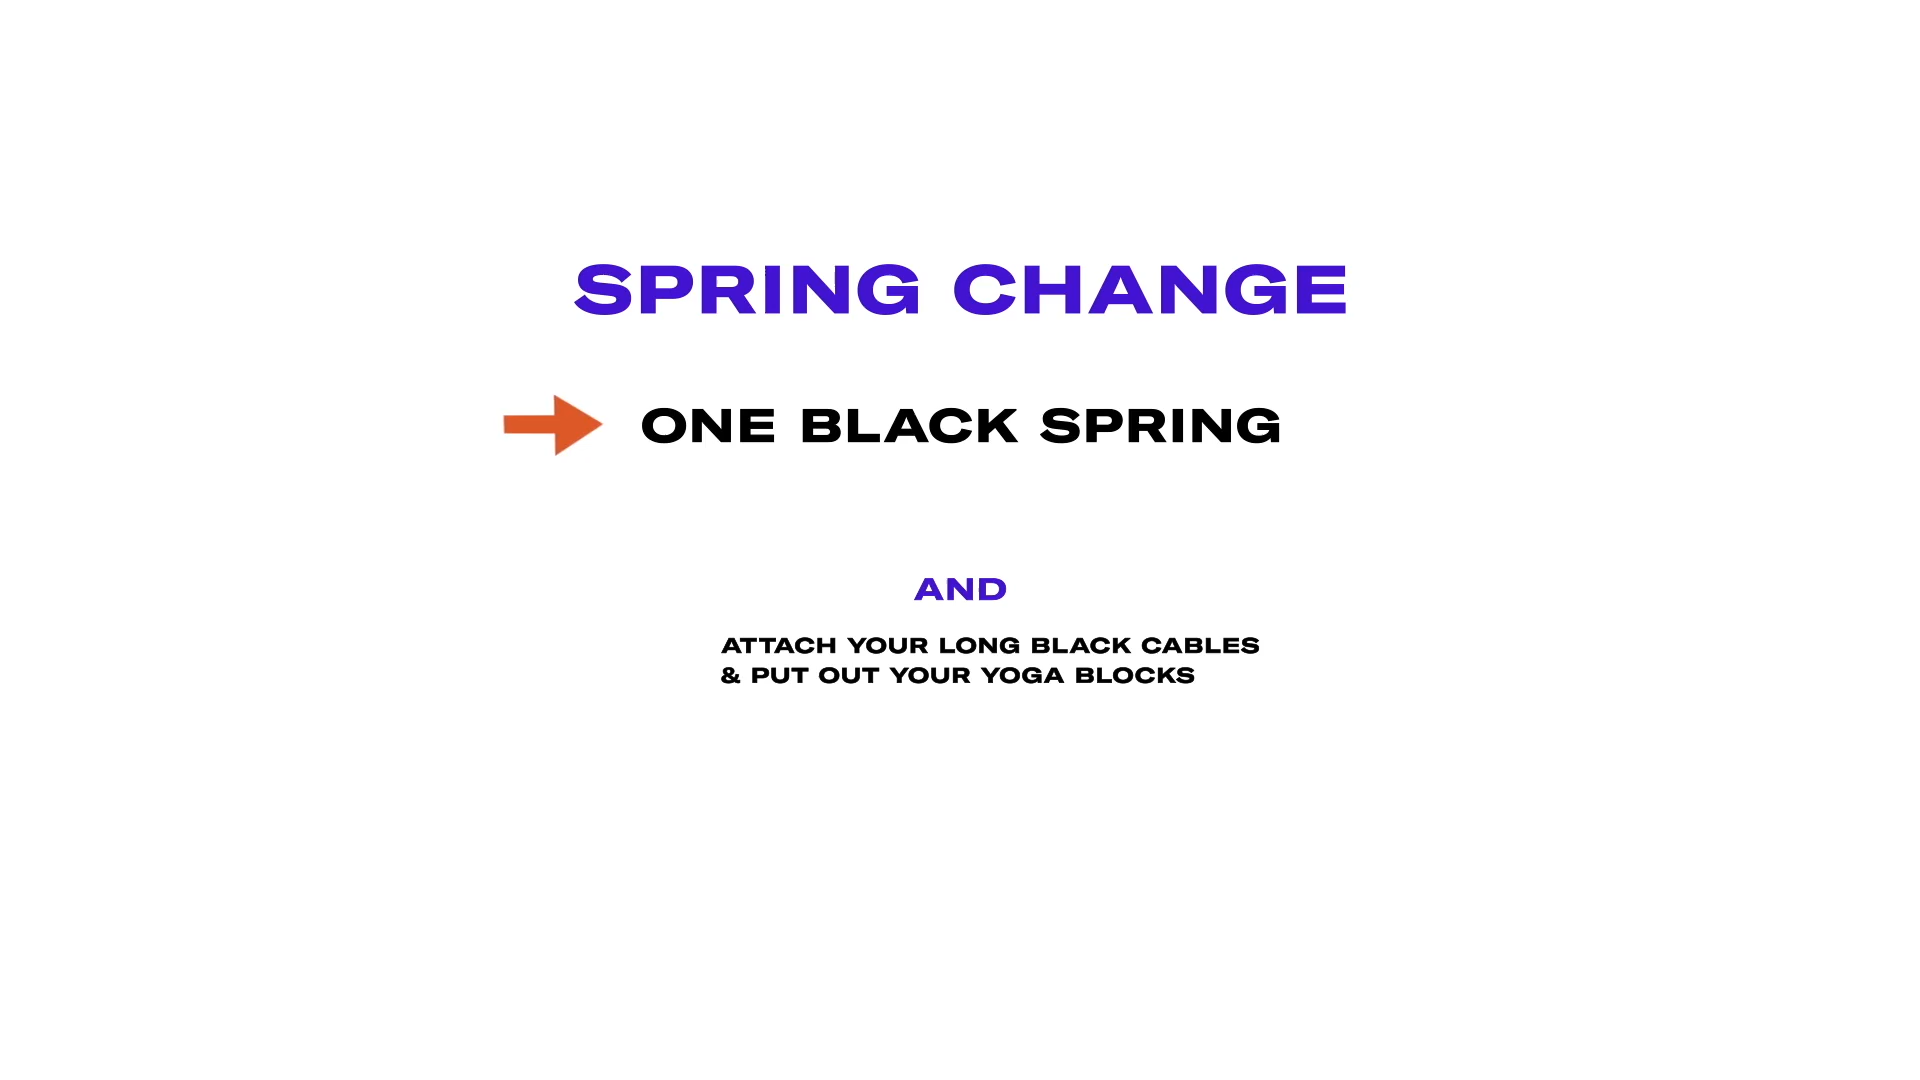 SPRING CHANGE
ONE BLACK SPRING
AND
ATTACH YOUR LONG BLACK CABLES
& PUT OUT YOUR YOGA BLOCKS